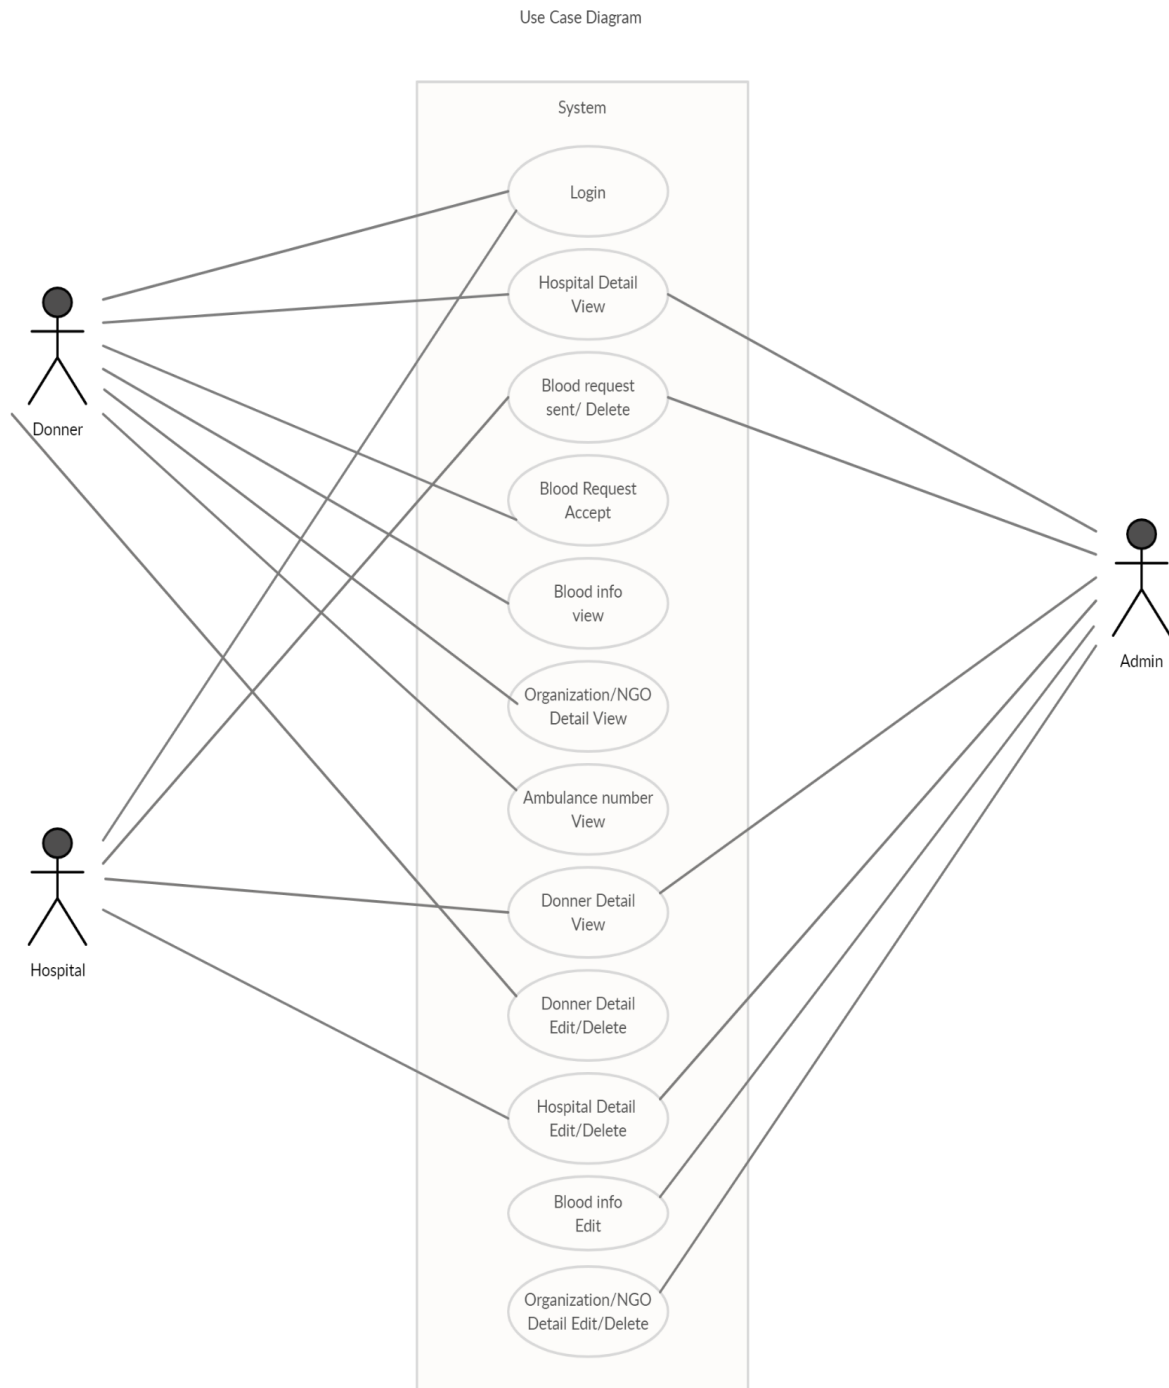 Use Case Diagram
System
Login
Hospital Detail
View
Blood request
sent/ Delete
Donner
Blood Request
Accept
Blood info
view
Admin
Organization/NGO
Detail View
Ambulance number
View
Donner Detail
View
Hospital
Donner Detail
Edit/Delete
Hospital Detail
Edit/Delete
Blood info
Edit
Organization/NGO
Detail Edit/Delete